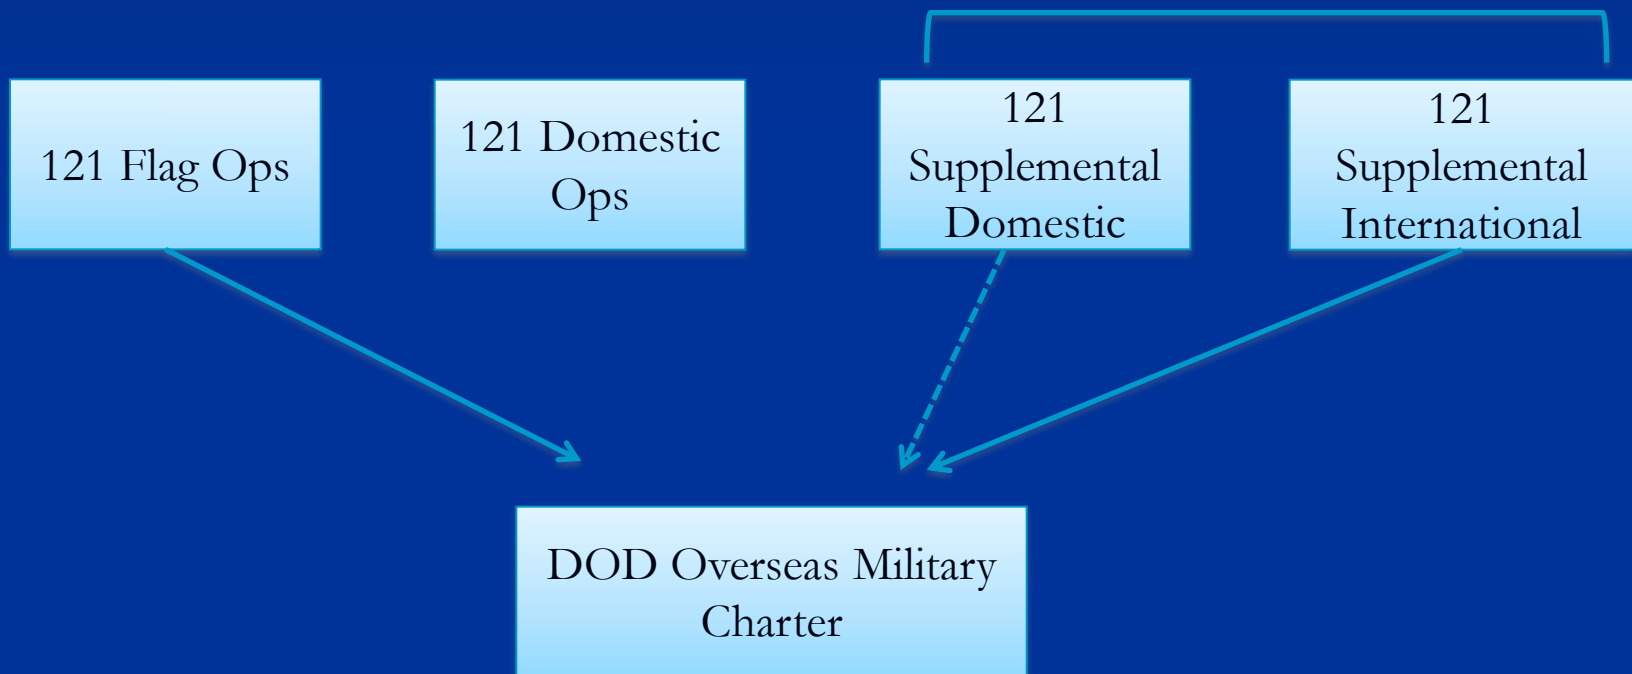 121 Flag Ops
121 Domestic
Ops
121
Supplemental
Domestic
121
Supplemental
International
DOD Overseas Military
Charter